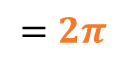 = 2π